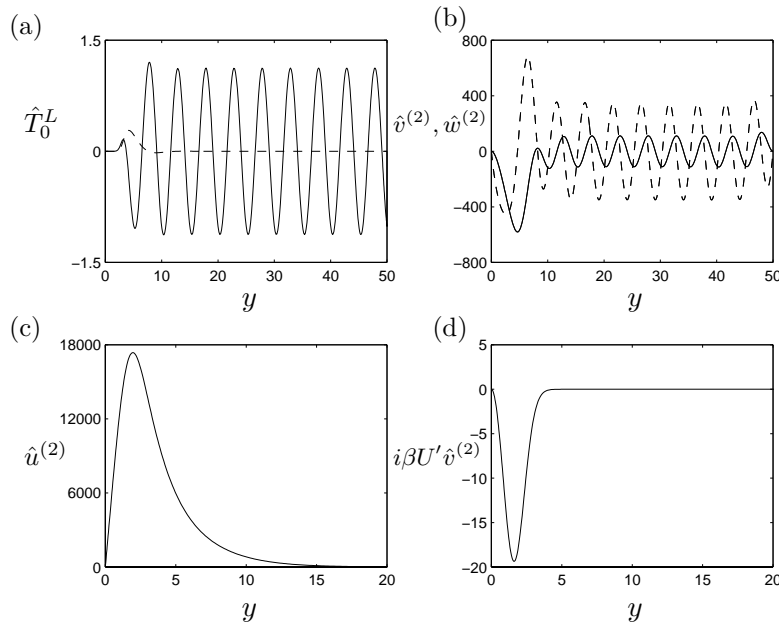 (a)
1.5
0
−1.5
T̂₀ᴸ
0 10 20 30 40 50
y
(b)
800
400
0
−400
−800
v̂⁽²⁾, ŵ⁽²⁾
0 10 20 30 40 50
y
(c)
18000
12000
6000
0
û⁽²⁾
0 5 10 15 20
y
(d)
5
0
−5
−10
−15
−20
iβU′v̂⁽²⁾
0 5 10 15 20
y